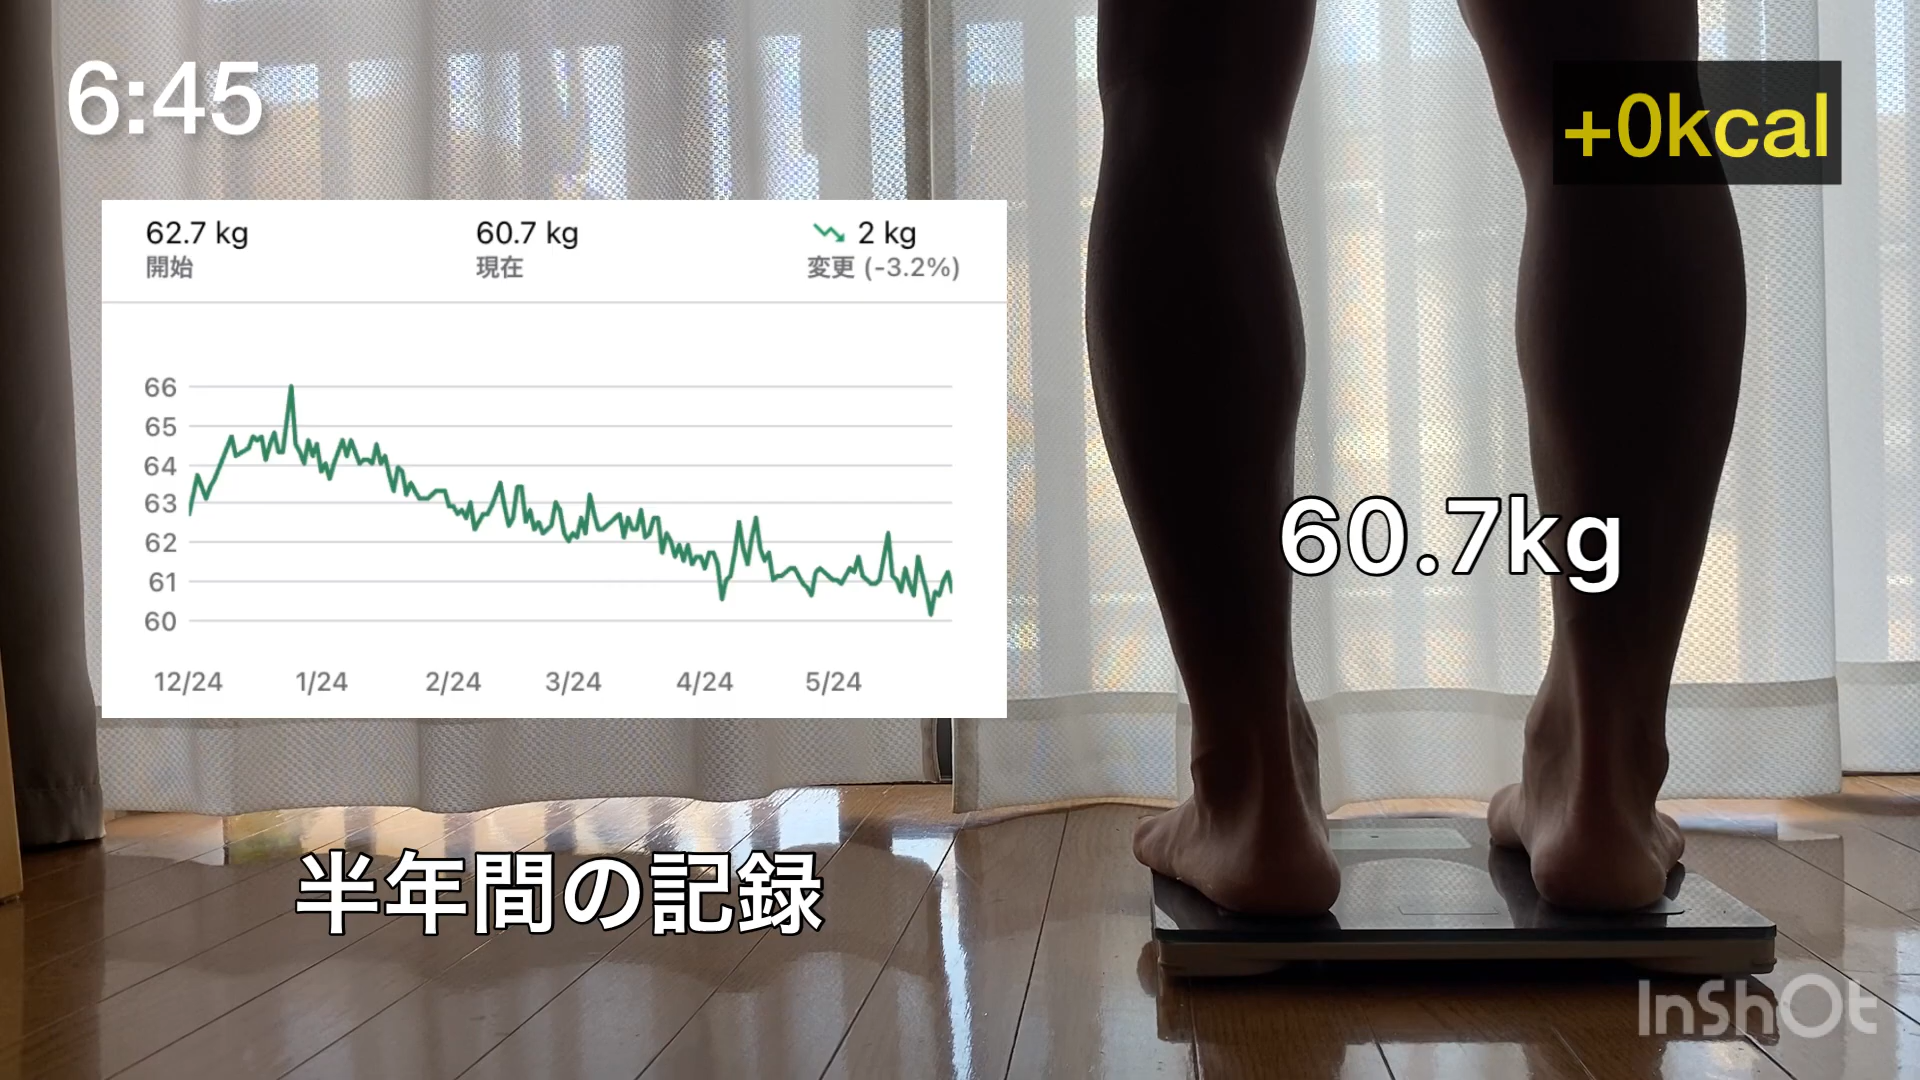 6:45
+0kcal
62.7 kg
開始
60.7 kg
現在
2 kg
変更 (-3.2%)
66
65
64
63
62
61
60
12/24
1/24
2/24
3/24
4/24
5/24
60.7kg
半年間の記録
InShOt